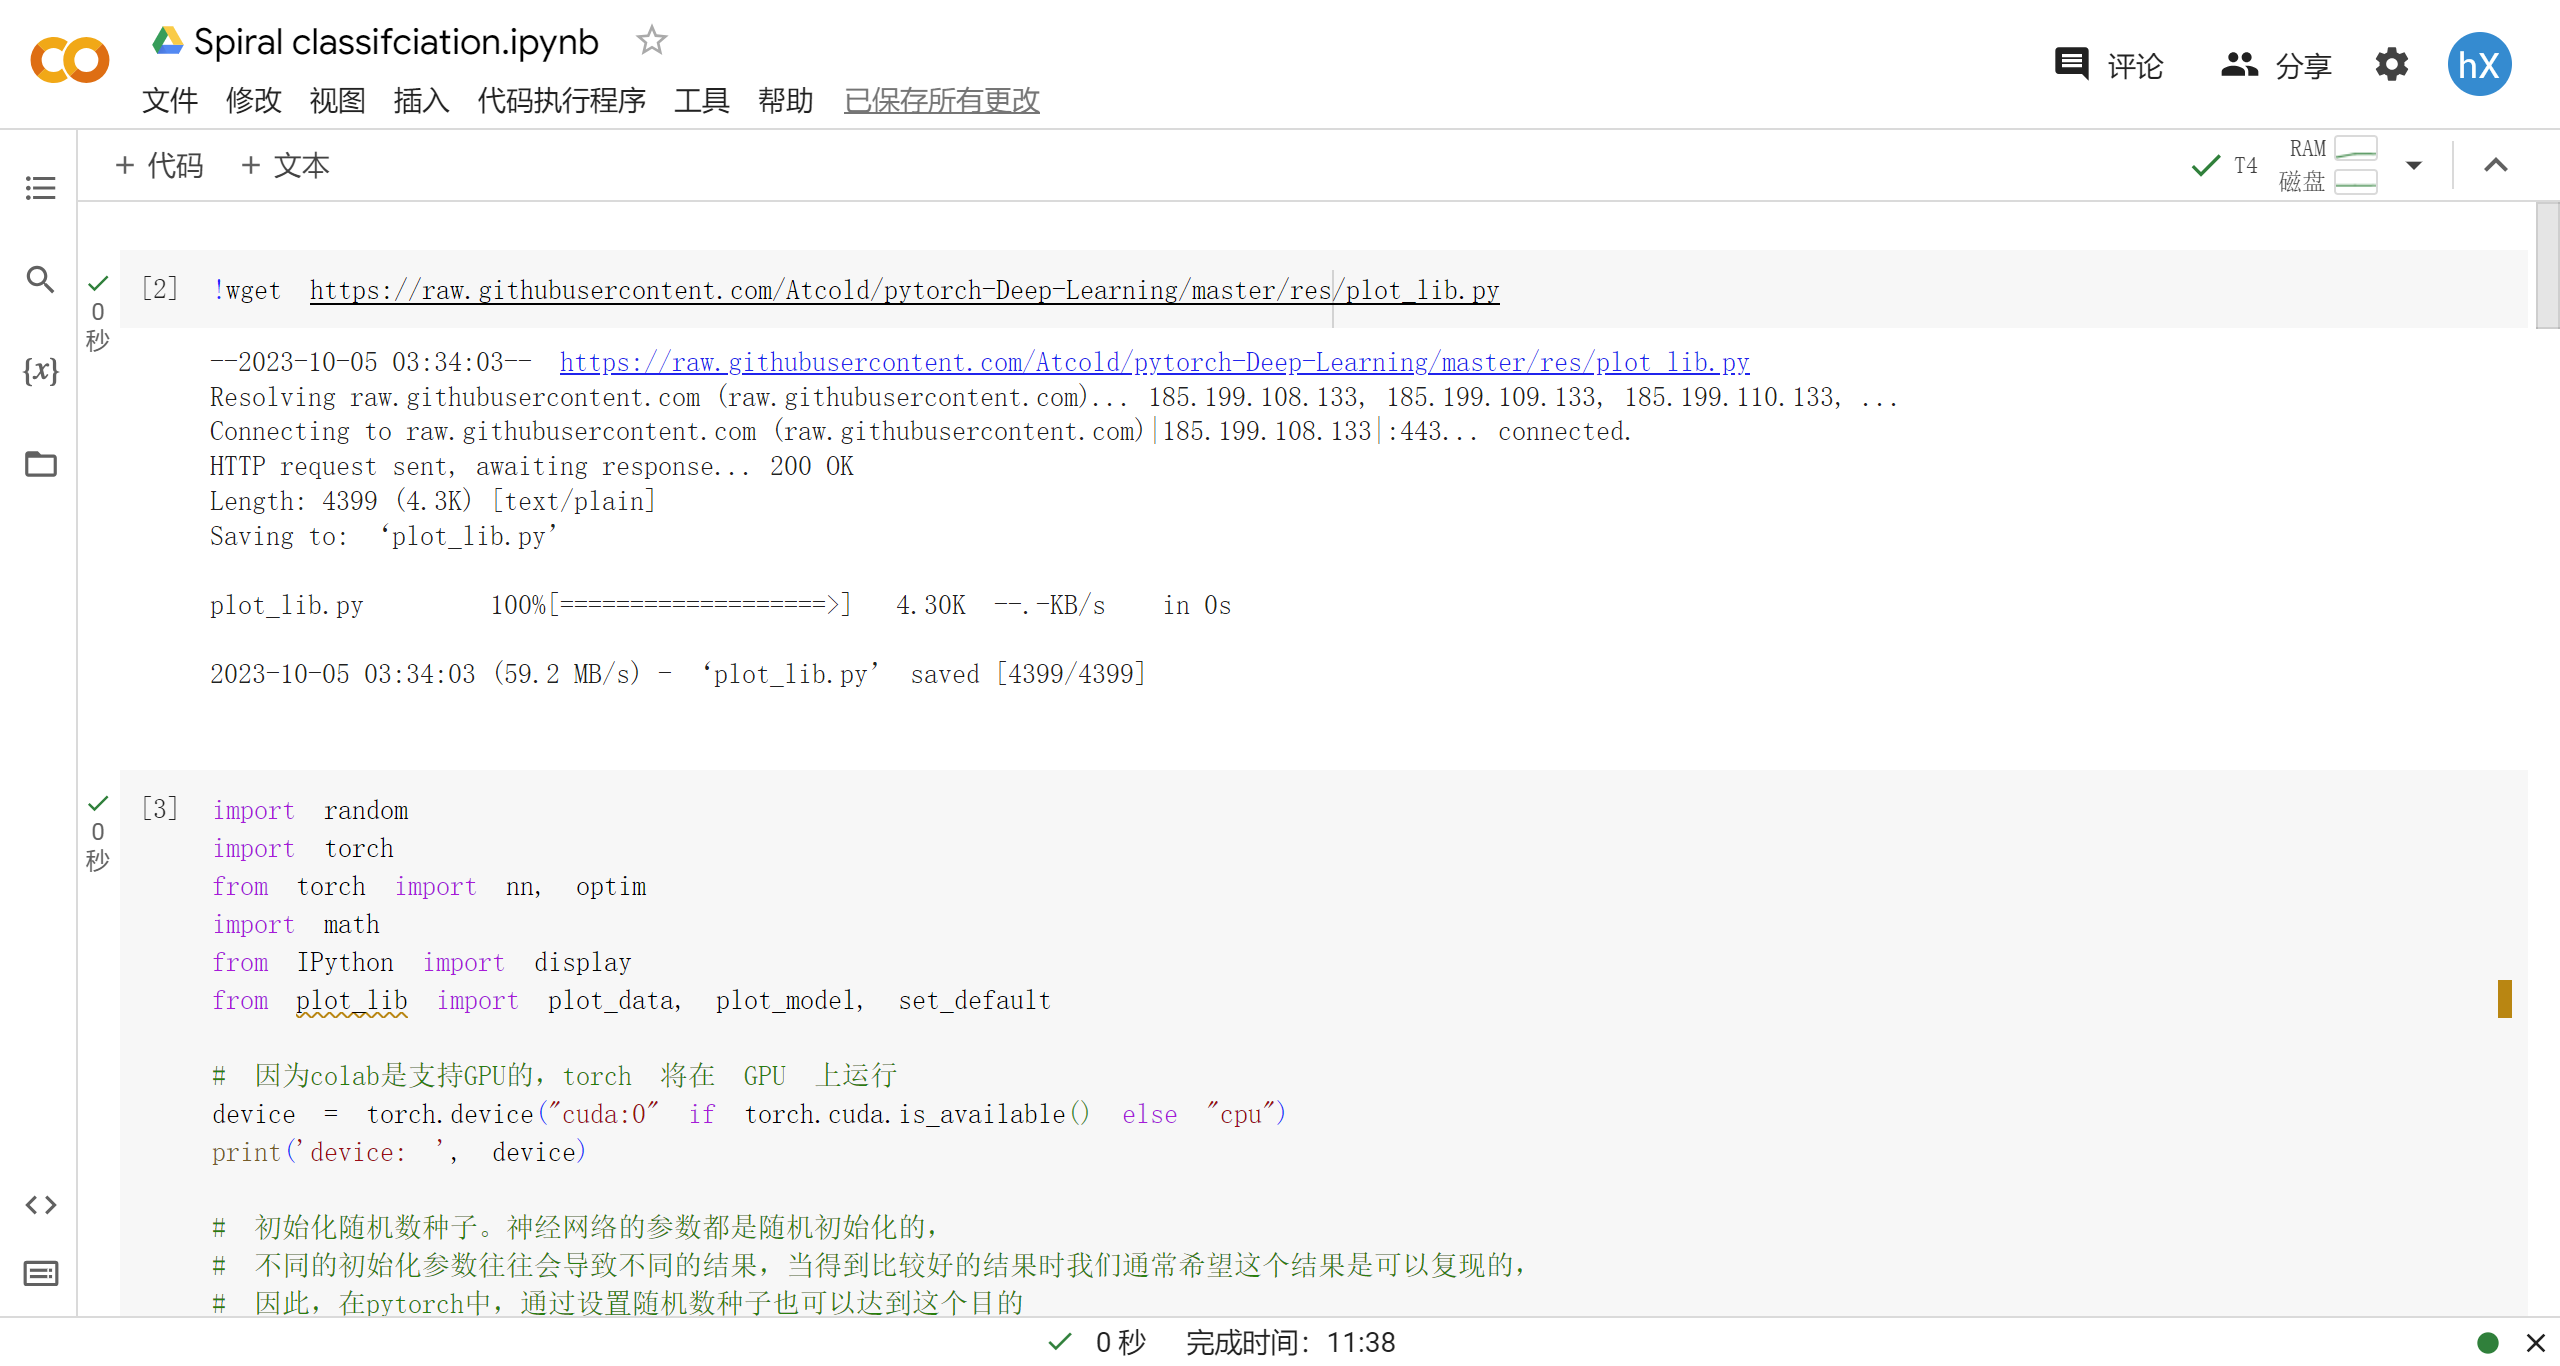 Spiral classifciation.ipynb
文件 修改 视图 插入 代码执行程序 工具 帮助 已保存所有更改
评论 分享 hX
+ 代码 + 文本
T4 RAM 磁盘
[2] !wget https://raw.githubusercontent.com/Atcold/pytorch-Deep-Learning/master/res/plot_lib.py
0
秒
--2023-10-05 03:34:03-- https://raw.githubusercontent.com/Atcold/pytorch-Deep-Learning/master/res/plot_lib.py
Resolving raw.githubusercontent.com (raw.githubusercontent.com)... 185.199.108.133, 185.199.109.133, 185.199.110.133, ...
Connecting to raw.githubusercontent.com (raw.githubusercontent.com)|185.199.108.133|:443... connected.
HTTP request sent, awaiting response... 200 OK
Length: 4399 (4.3K) [text/plain]
Saving to: ‘plot_lib.py’
plot_lib.py 100%[===================>] 4.30K --.-KB/s in 0s
2023-10-05 03:34:03 (59.2 MB/s) - ‘plot_lib.py’ saved [4399/4399]
[3] import random
0
秒
import torch
from torch import nn, optim
import math
from IPython import display
from plot_lib import plot_data, plot_model, set_default
# 因为colab是支持GPU的，torch 将在 GPU 上运行
device = torch.device("cuda:0" if torch.cuda.is_available() else "cpu")
print('device: ', device)
# 初始化随机数种子。神经网络的参数都是随机初始化的，
# 不同的初始化参数往往会导致不同的结果，当得到比较好的结果时我们通常希望这个结果是可以复现的，
# 因此，在pytorch中，通过设置随机数种子也可以达到这个目的
0 秒 完成时间：11:38